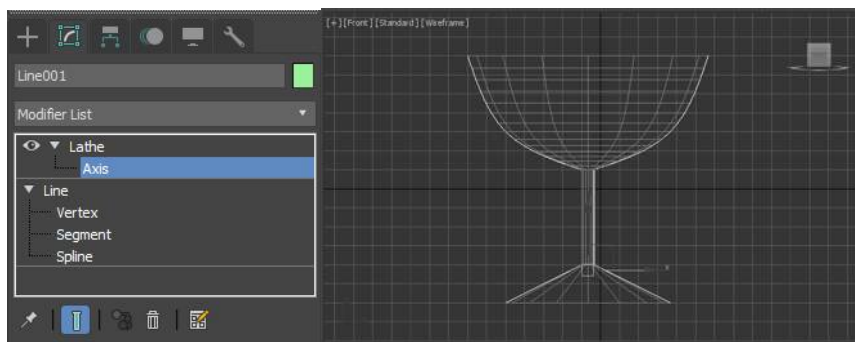 [+][Front][Standard][Wireframe]
Line001
Modifier List
Lathe
Axis
Line
Vertex
Segment
Spline